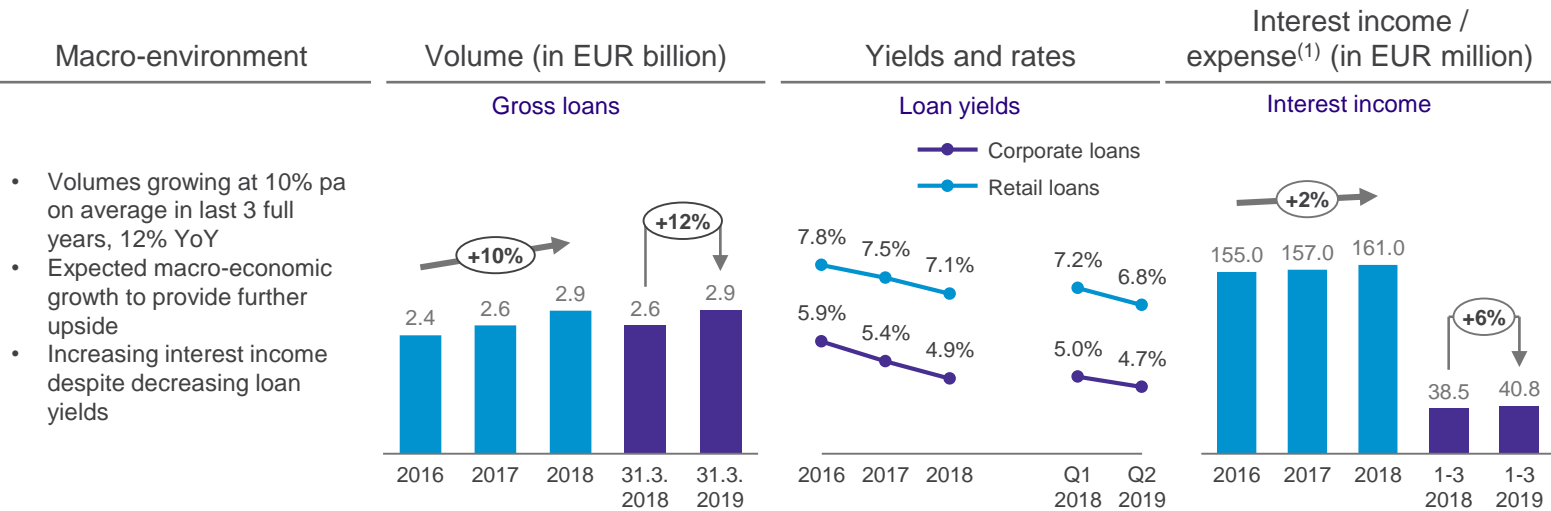 Macro-environment
• Volumes growing at 10% pa
on average in last 3 full
years, 12% YoY
• Expected macro-economic
growth to provide further
upside
• Increasing interest income
despite decreasing loan
yields
Volume (in EUR billion)
Gross loans
+10%
+12%
2.4
2.6
2.9
2.6
2.9
2016
2017
2018
31.3.
2018
31.3.
2019
Yields and rates
Loan yields
Corporate loans
Retail loans
7.8%
7.5%
7.1%
7.2%
6.8%
5.9%
5.4%
4.9%
5.0%
4.7%
2016
2017
2018
Q1
2018
Q2
2019
Interest income /
expense(1) (in EUR million)
Interest income
+2%
155.0
157.0
161.0
+6%
38.5
40.8
2016
2017
2018
1-3
2018
1-3
2019